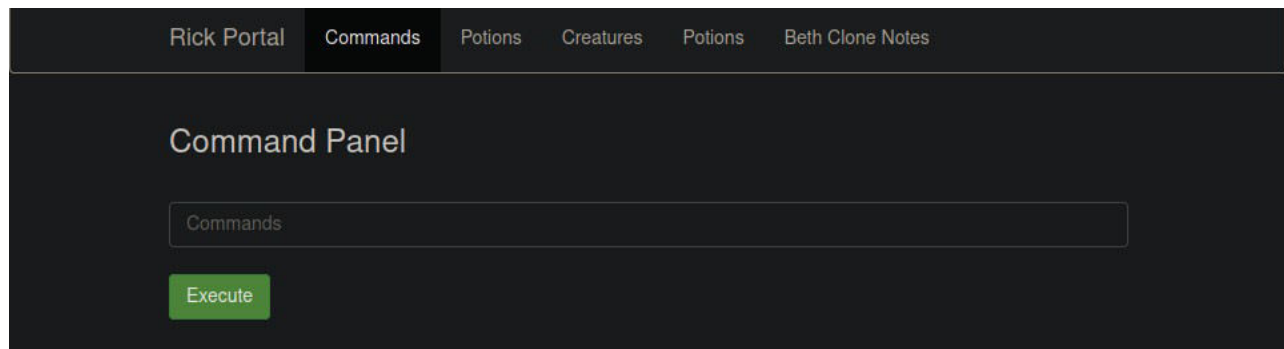 Rick Portal Commands Potions Creatures Potions Beth Clone Notes
Command Panel
Commands
Execute